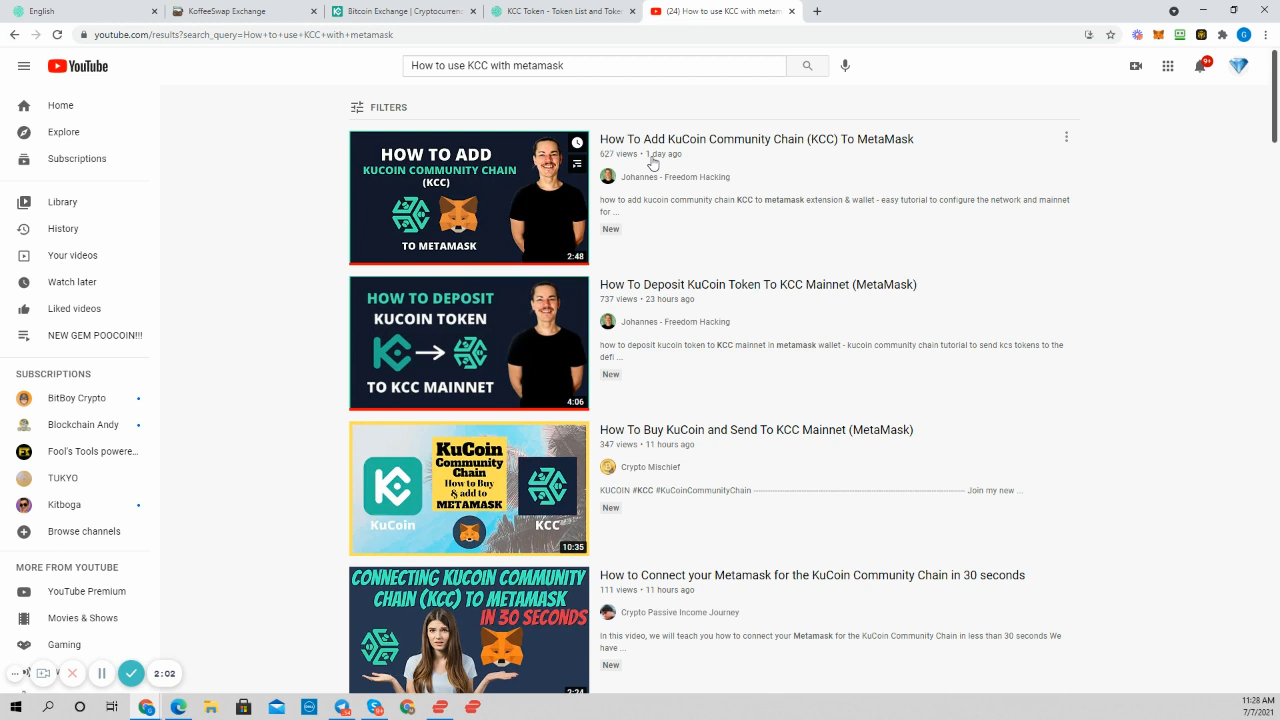 English
KoffeeSwap Exchange
Bitcoin Exchange | Cryptocurren
KCC Token - Token List and Token
(24) How to use KCC with metam
youtube.com/results?search_query=How+to+use+KCC+with+metamask
YouTube
How to use KCC with metamask
9+
Home
Explore
Subscriptions
Library
History
Your videos
Watch later
Liked videos
NEW GEM POOCOIN!!!
SUBSCRIPTIONS
BitBoy Crypto
Blockchain Andy
Fool's Tools powere...
TUKYO
Kitboga
Browse channels
MORE FROM YOUTUBE
YouTube Premium
Movies & Shows
Gaming
FILTERS
HOW TO ADD
KUCOIN COMMUNITY CHAIN
(KCC)
TO METAMASK
2:48
How To Add KuCoin Community Chain (KCC) To MetaMask
627 views • 1 day ago
Johannes - Freedom Hacking
how to add kucoin community chain KCC to metamask extension & wallet - easy tutorial to configure the network and mainnet
for ...
New
HOW TO DEPOSIT
KUCOIN TOKEN
TO KCC MAINNET
4:06
How To Deposit KuCoin Token To KCC Mainnet (MetaMask)
737 views • 23 hours ago
Johannes - Freedom Hacking
how to deposit kucoin token to KCC mainnet in metamask wallet - kucoin community chain tutorial to send kcs tokens to the
defi ...
New
KuCoin
Community
Chain
How to Buy
& add to
METAMASK
KuCoin
KCC
10:35
How To Buy KuCoin and Send To KCC Mainnet (MetaMask)
347 views • 11 hours ago
Crypto Mischief
KUCOIN #KCC #KuCoinCommunityChain ---------------------------------------------------------------- Join my new ...
New
CONNECTING KUCOIN COMMUNITY
CHAIN (KCC) TO METAMASK
IN 30 SECONDS
2:24
How to Connect your Metamask for the KuCoin Community Chain in 30 seconds
111 views • 11 hours ago
Crypto Passive Income Journey
In this video, we will teach you how to connect your Metamask for the KuCoin Community Chain in less than 30 seconds We
have ...
New
2:02
11:28 AM
7/7/2021